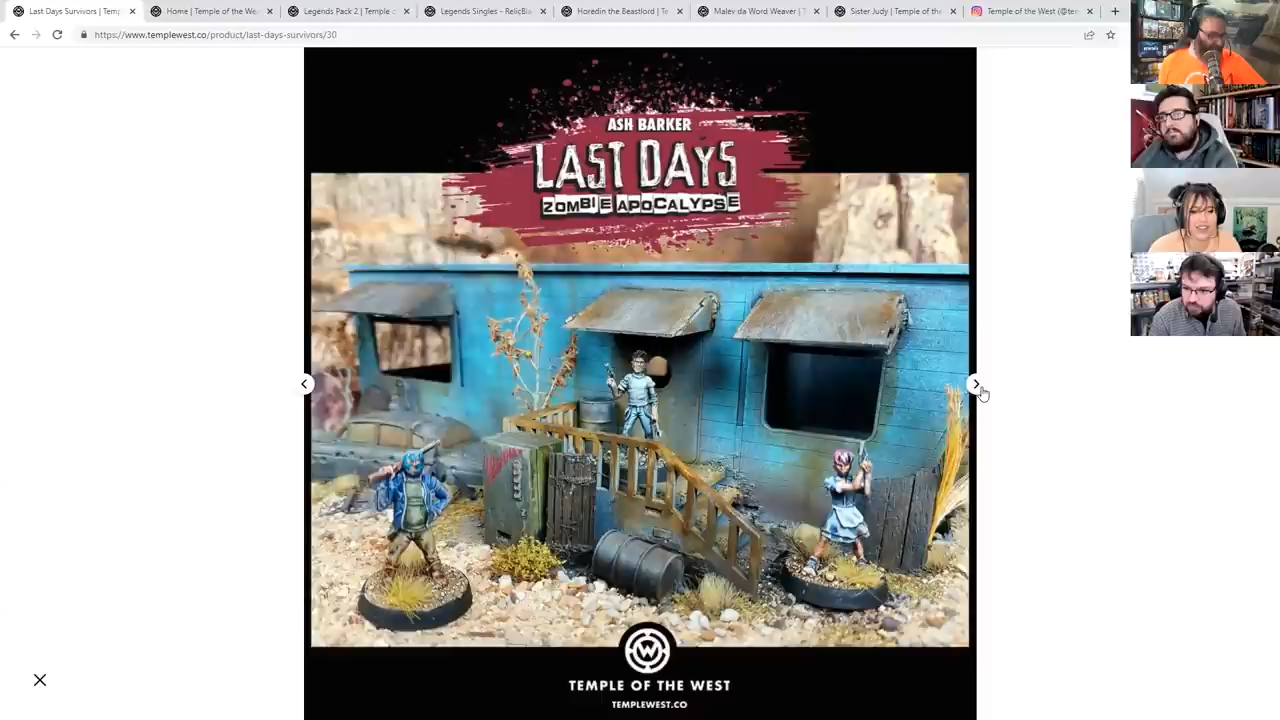 Last Days Survivors | Temp
Home | Temple of the We
Legends Pack 2 | Temple c
Legends Singles - RelicBla
Horedin the Beastlord | Te
Malev da Word Weaver | T
Sister Judy | Temple of the
Temple of the West (@ten
https://www.templewest.co/product/last-days-survivors/30
ASH BARKER
LAST DAYS
ZOMBIE APOCALYPSE
W
TEMPLE OF THE WEST
TEMPLEWEST.CO